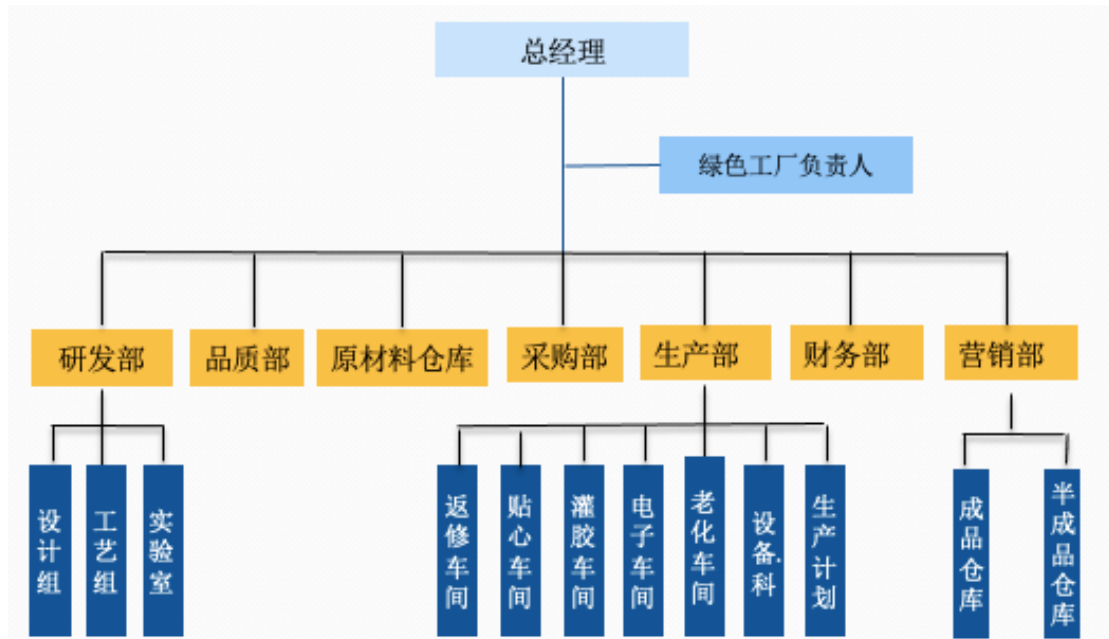 总经理
绿色工厂负责人
研发部
品质部
原材料仓库
采购部
生产部
财务部
营销部
设计组
工艺组
实验室
返修车间
贴心车间
灌胶车间
电子车间
老化车间
设备.科
生产计划
成品仓库
半成品仓库